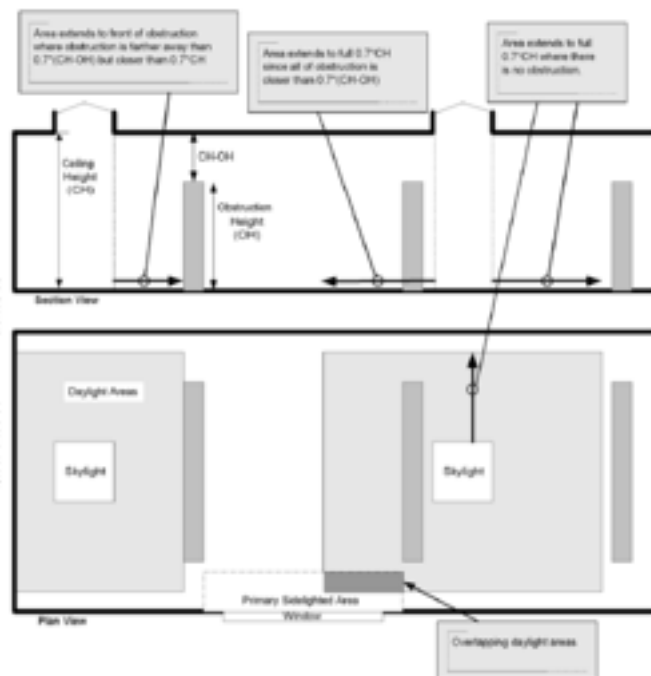 Area extends to front of obstruction
where obstruction is farther away than
0.7*(CH-OH) but closer than 0.7*CH
Area extends to full 0.7*CH
since all of obstruction is
closer than 0.7*(CH-OH)
Area extends to full
0.7*CH where there
is no obstruction.
Ceiling
Height
(CH)
CH-OH
Obstruction
Height
(OH)
Section View
Daylight Areas
Skylight
Skylight
Primary Sidelighted Area
Window
Plan View
Overlapping daylight areas